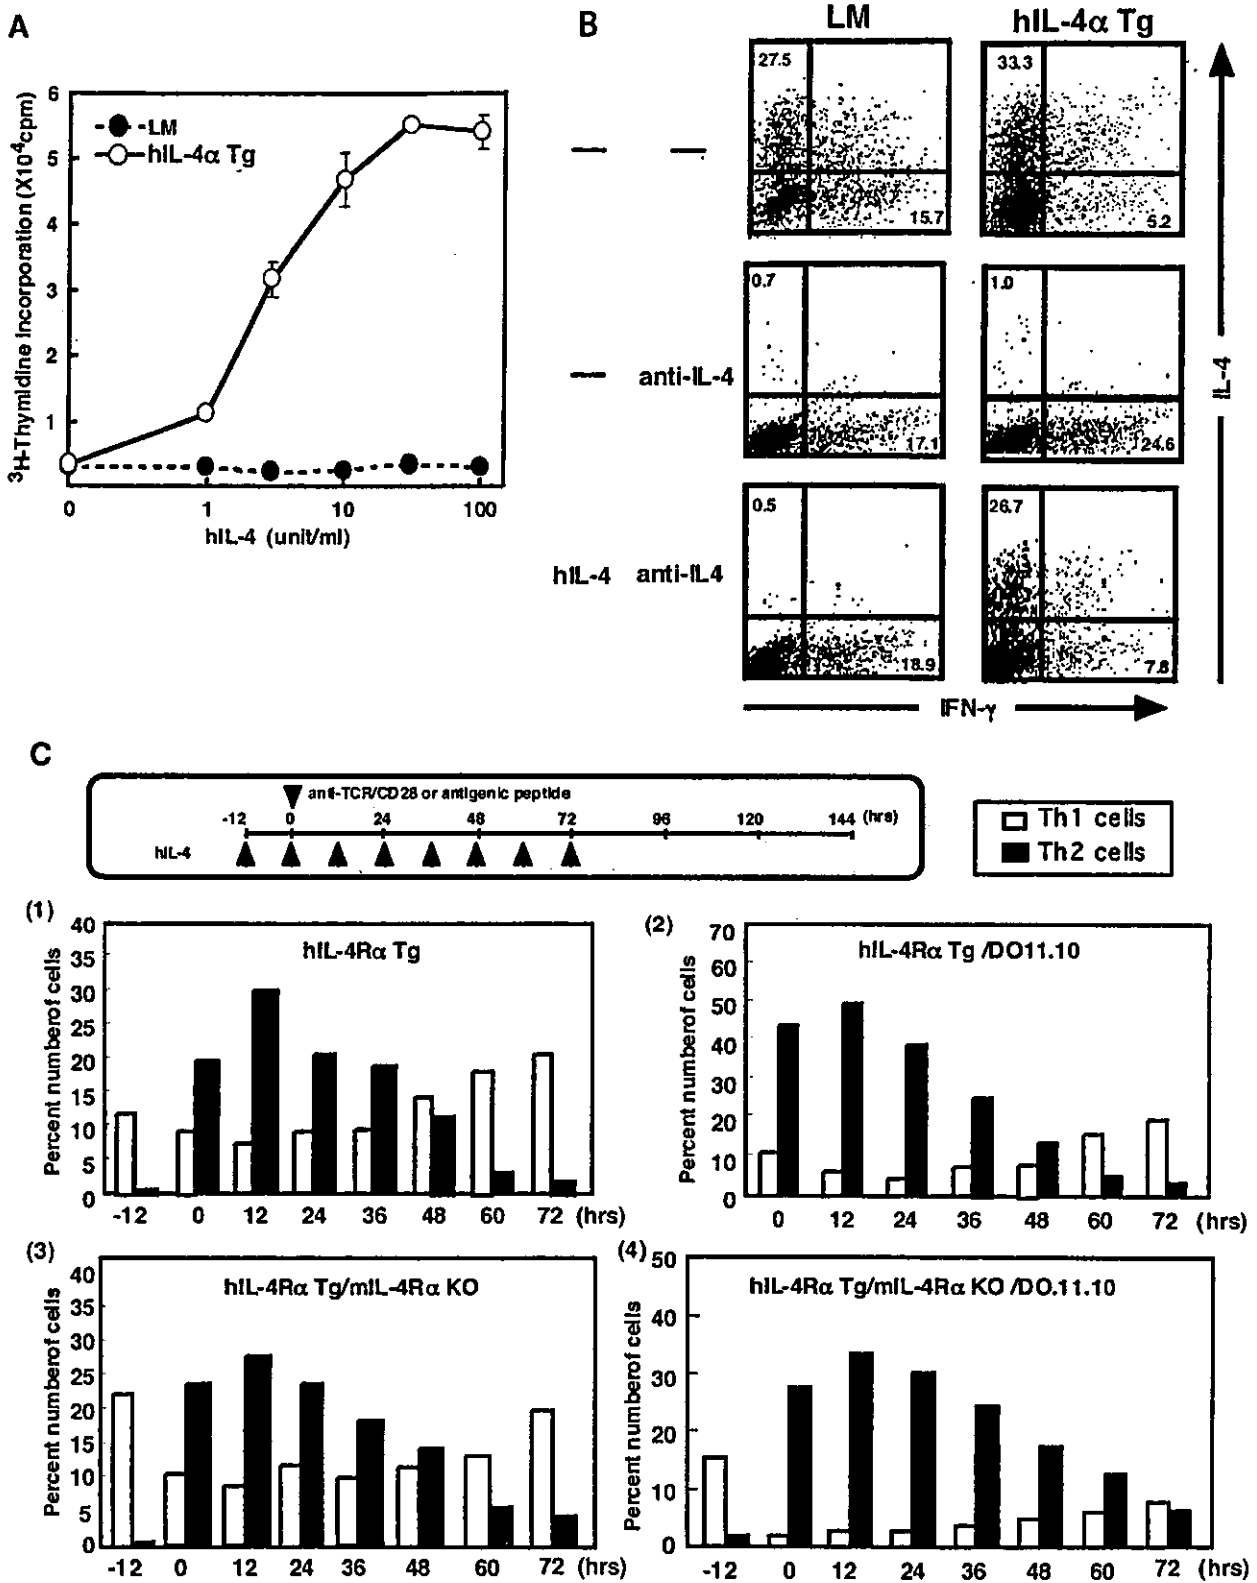 A
6
5
4
3
2
1
³H-Thymidine Incorporation (X10⁴cpm)
LM
hIL-4α Tg
0 1 10 100
hIL-4 (unit/ml)
B
LM hIL-4α Tg
27.5
15.7
33.3
5.2
— —
0.7
17.1
1.0
24.6
— anti-IL-4
0.5
18.9
26.7
7.8
hIL-4 anti-IL4
IL-4
IFN-γ
C
anti-TCR/CD28 or antigenic peptide
-12 0 24 48 72 96 120 144 (hrs)
hIL-4
Th1 cells
Th2 cells
(1)
hIL-4Rα Tg
Percent numberof cells
40
35
30
25
20
15
10
5
0
-12 0 12 24 36 48 60 72 (hrs)
(2)
hIL-4Rα Tg /DO11.10
Percent numberof cells
70
60
50
40
30
20
10
0
0 12 24 36 48 60 72 (hrs)
(3)
hIL-4Rα Tg/mIL-4Rα KO
Percent numberof cells
40
35
30
25
20
15
10
5
0
-12 0 12 24 36 48 60 72 (hrs)
(4)
hIL-4Rα Tg/mIL-4Rα KO /DO.11.10
Percent numberof cells
50
40
30
20
10
0
-12 0 12 24 36 48 60 72 (hrs)